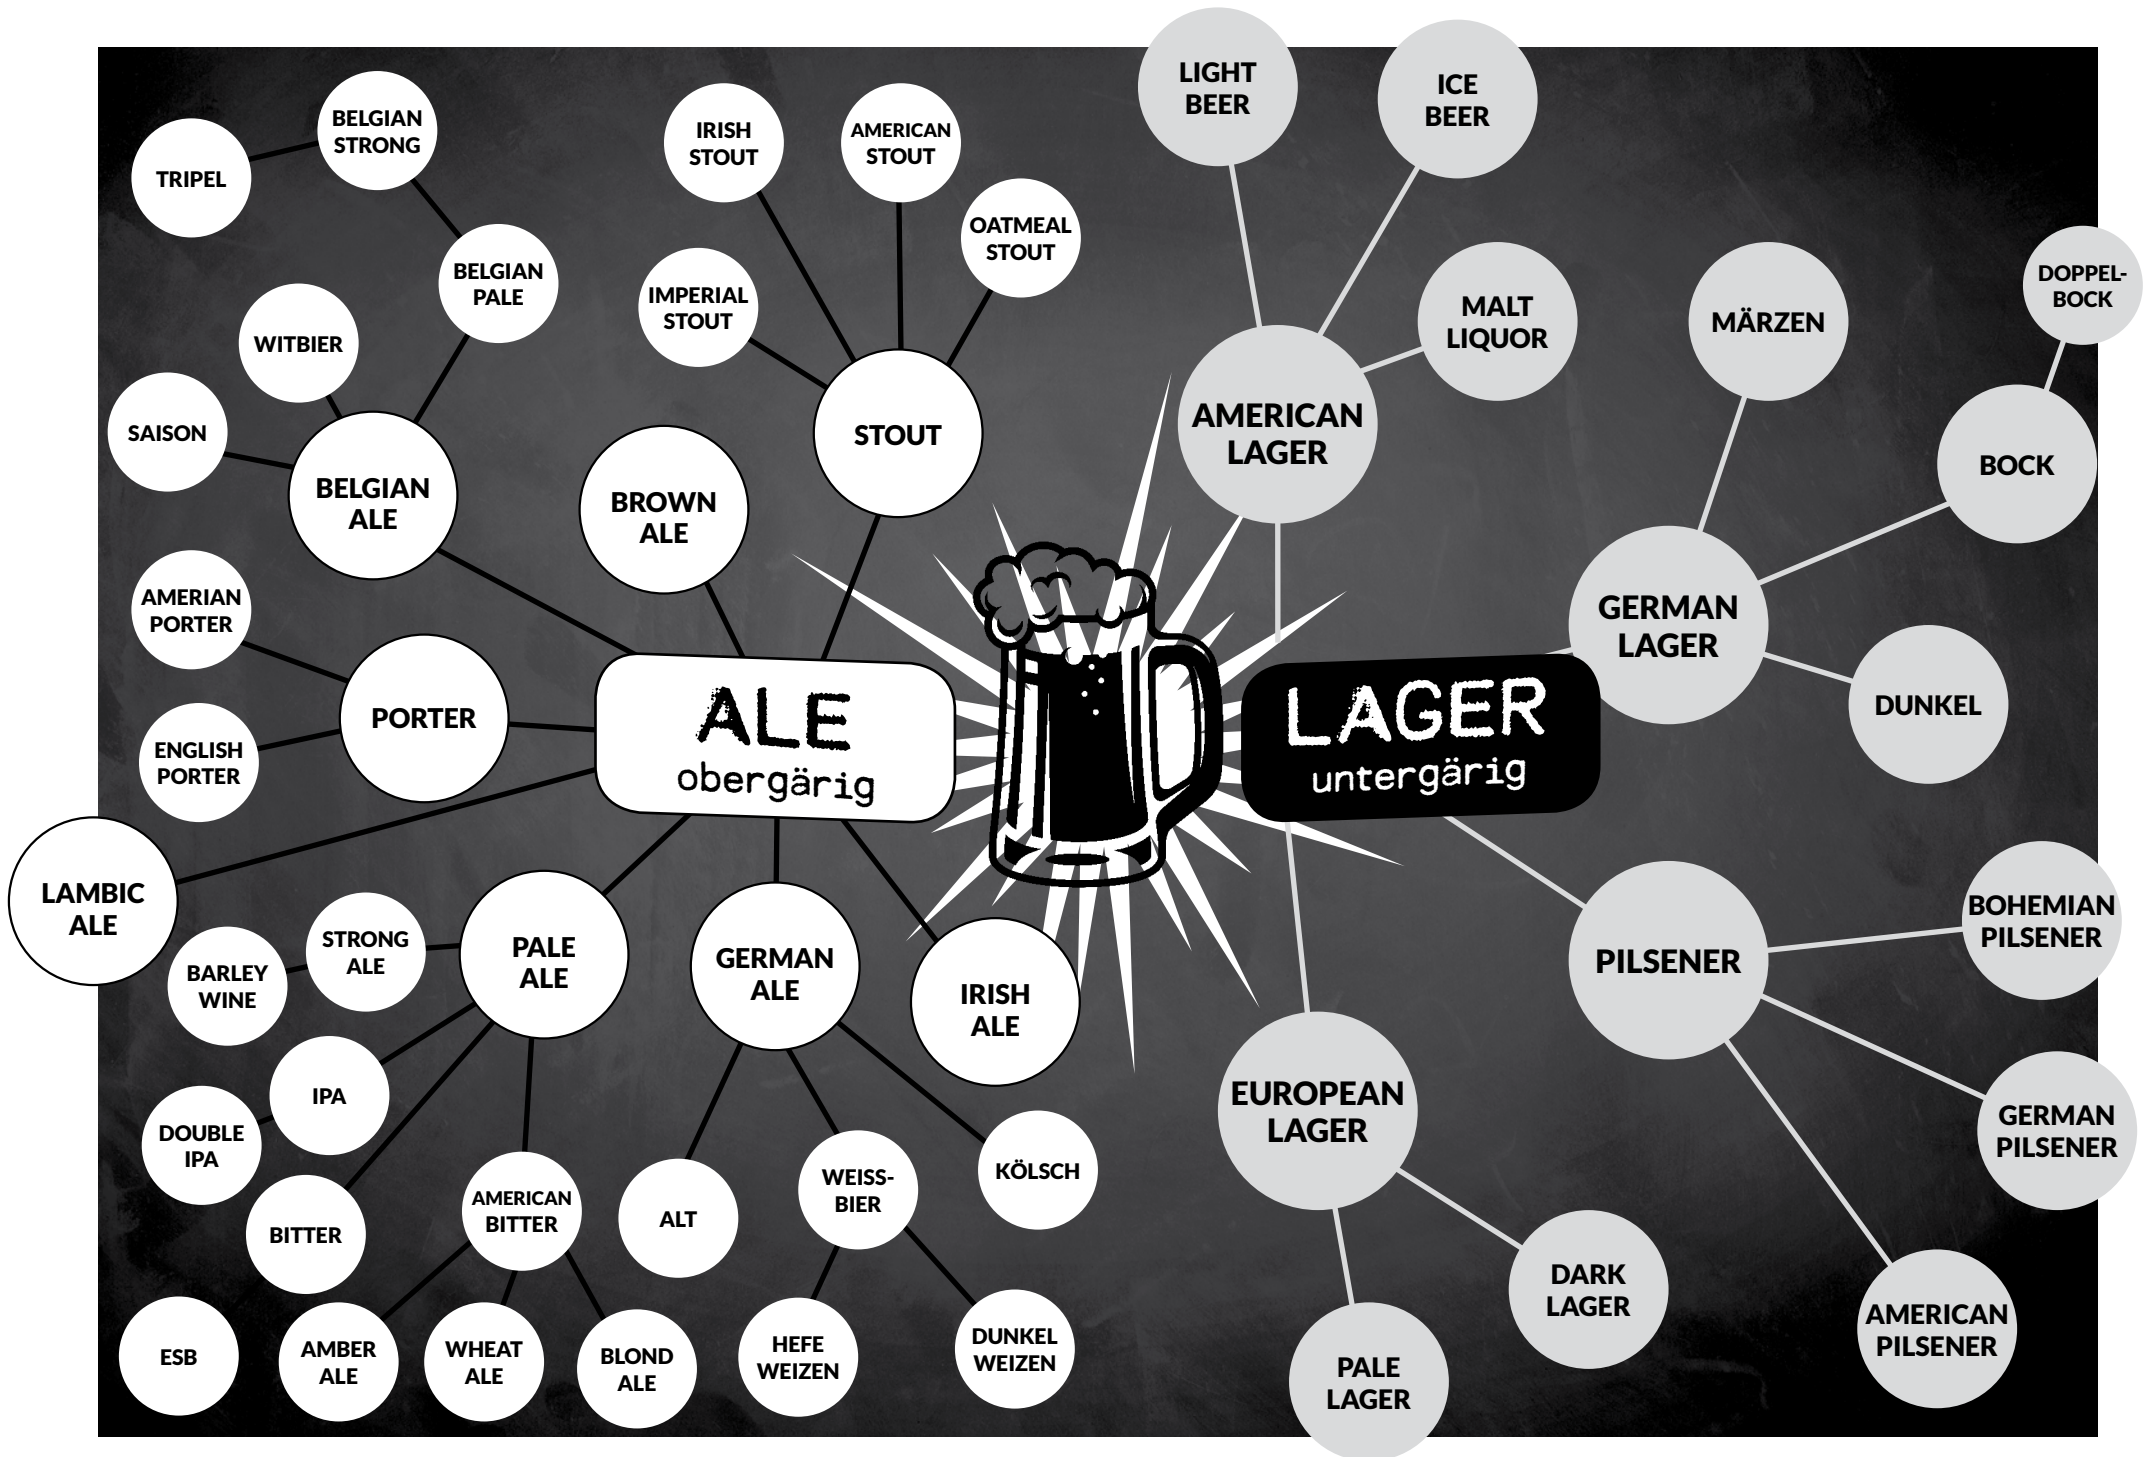 TRIPEL
BELGIAN
STRONG
BELGIAN
PALE
WITBIER
SAISON
BELGIAN
ALE
IRISH
STOUT
AMERICAN
STOUT
OATMEAL
STOUT
IMPERIAL
STOUT
STOUT
BROWN
ALE
AMERIAN
PORTER
ENGLISH
PORTER
PORTER
ALE
obergärig
LAMBIC
ALE
STRONG
ALE
BARLEY
WINE
PALE
ALE
GERMAN
ALE
IRISH
ALE
IPA
DOUBLE
IPA
BITTER
AMERICAN
BITTER
ALT
WEISS-
BIER
KÖLSCH
ESB
AMBER
ALE
WHEAT
ALE
BLOND
ALE
HEFE
WEIZEN
DUNKEL
WEIZEN
LIGHT
BEER
ICE
BEER
MALT
LIQUOR
AMERICAN
LAGER
MÄRZEN
DOPPEL-
BOCK
BOCK
GERMAN
LAGER
DUNKEL
LAGER
untergärig
PILSENER
BOHEMIAN
PILSENER
GERMAN
PILSENER
AMERICAN
PILSENER
EUROPEAN
LAGER
DARK
LAGER
PALE
LAGER